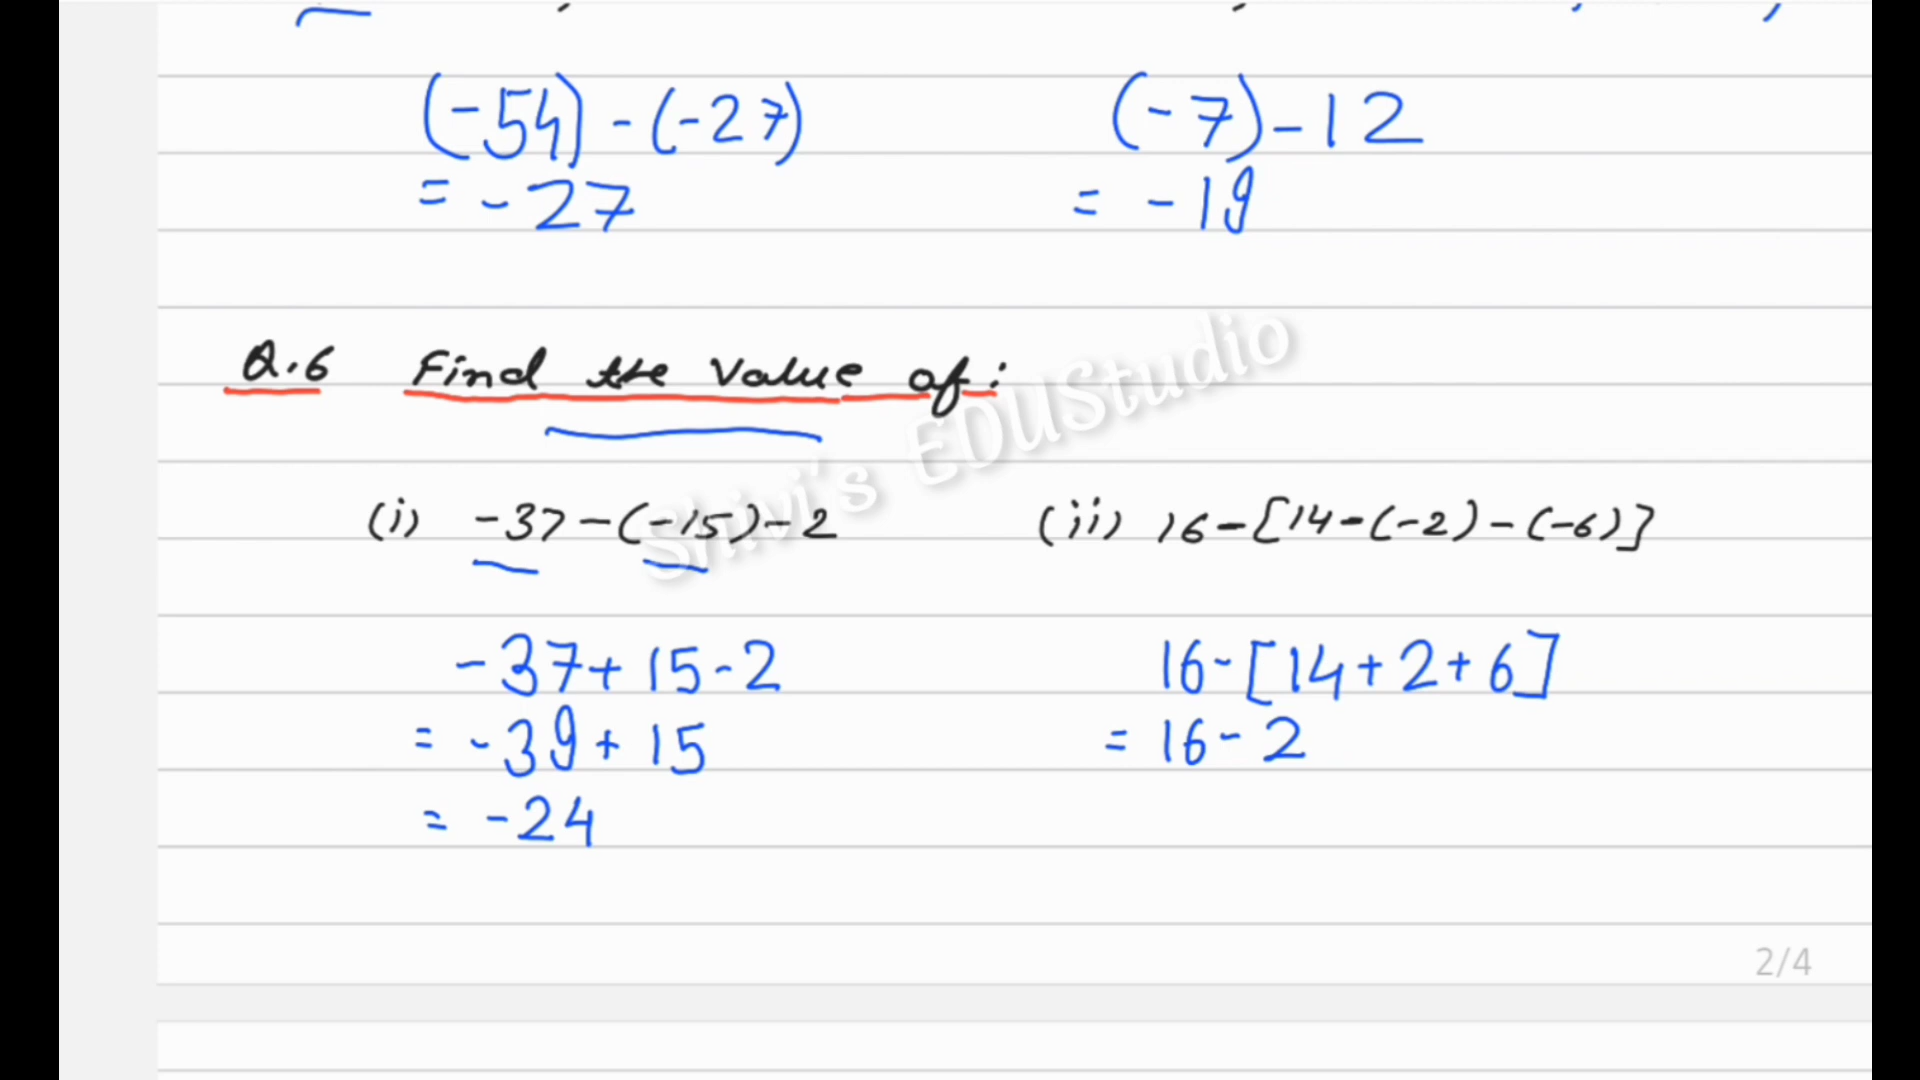 (-54) - (-27)
= -27
(-7) - 12
= -19
Q.6 Find the Value of:
(i) -37-(-15)-2
(ii) 16-[14-(-2)-(-6)]
-37+15-2
= -39+15
= -24
16-[14+2+6]
= 16-2
Shivi's EDUStudio
2/4